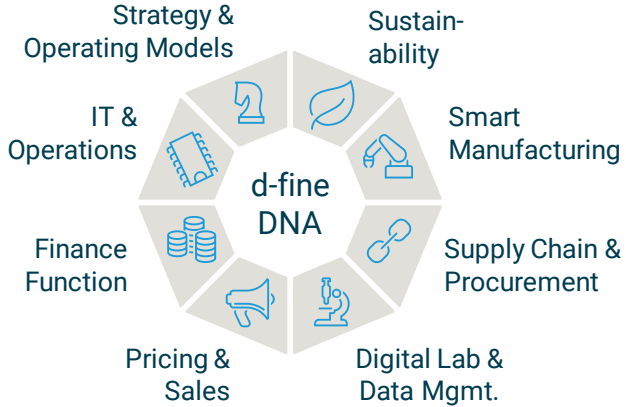 Strategy &
Operating Models
Sustain-
ability
IT &
Operations
Smart
Manufacturing
d-fine
DNA
Finance
Function
Supply Chain &
Procurement
Pricing &
Sales
Digital Lab &
Data Mgmt.